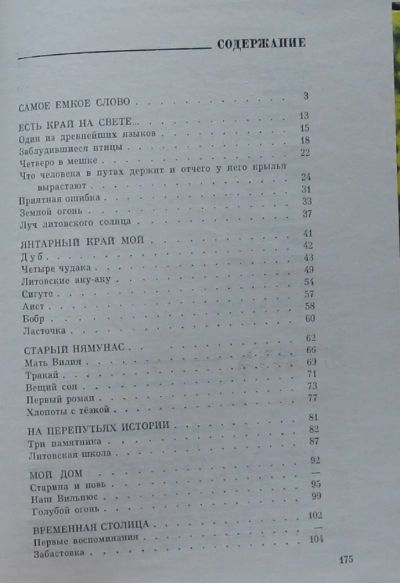 СОДЕРЖАНИЕ
САМОЕ ЕМКОЕ СЛОВО . . . . . . . . . . 3
ЕСТЬ КРАЙ НА СВЕТЕ... . . . . . . . . . . 13
Один из древнейших языков . . . . . . . . . 15
Заблудившиеся птицы . . . . . . . . . . 18
Четверо в мешке . . . . . . . . . . 22
Что человека в путах держит и отчего у него крылья
вырастают . . . . . . . . . . 24
Приятная ошибка . . . . . . . . . . 31
Земной огонь . . . . . . . . . . 33
Луч литовского солнца . . . . . . . . . . 37
ЯНТАРНЫЙ КРАЙ МОЙ . . . . . . . . . . 41
Дуб . . . . . . . . . . 42
Четыре чудака . . . . . . . . . . 43
Литовские аку-аку . . . . . . . . . . 49
Сигуте . . . . . . . . . . 54
Аист . . . . . . . . . . 57
Бобр . . . . . . . . . . 58
Ласточка . . . . . . . . . . 60
СТАРЫЙ НЯМУНАС . . . . . . . . . . 62
Мать Вилия . . . . . . . . . . 66
Тракай . . . . . . . . . . 69
Вещий сон . . . . . . . . . . 71
Первый роман . . . . . . . . . . 73
Хлопоты с тёзкой . . . . . . . . . . 77
НА ПЕРЕПУТЬЯХ ИСТОРИИ . . . . . . . . . . 81
Три памятника . . . . . . . . . . 82
Литовская школа . . . . . . . . . . 87
МОЙ ДОМ . . . . . . . . . . 92
Старина и новь . . . . . . . . . . —
Наш Вильнюс . . . . . . . . . . 95
Голубой огонь . . . . . . . . . . 99
ВРЕМЕННАЯ СТОЛИЦА . . . . . . . . . . 102
Первые воспоминания . . . . . . . . . . —
Забастовка . . . . . . . . . . 104
175